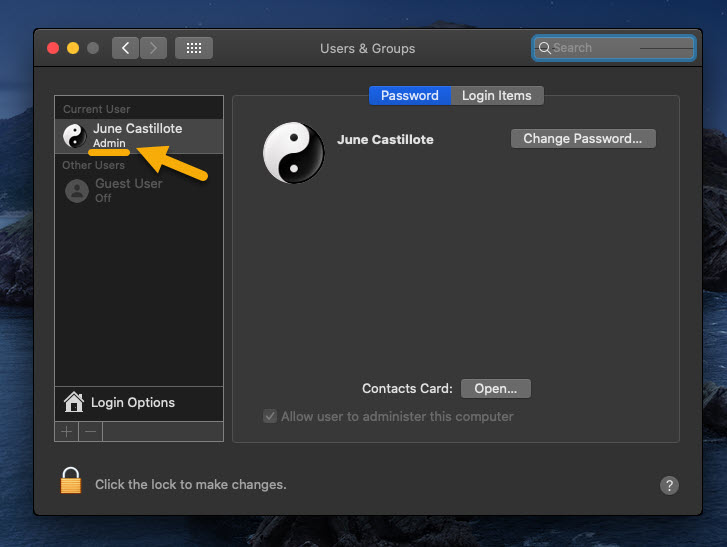 Users & Groups
Search
Password
Login Items
Current User
June Castillote
Admin
Other Users
Guest User
Off
June Castillote
Change Password...
Contacts Card:
Open...
Allow user to administer this computer
Login Options
+
−
Click the lock to make changes.
?